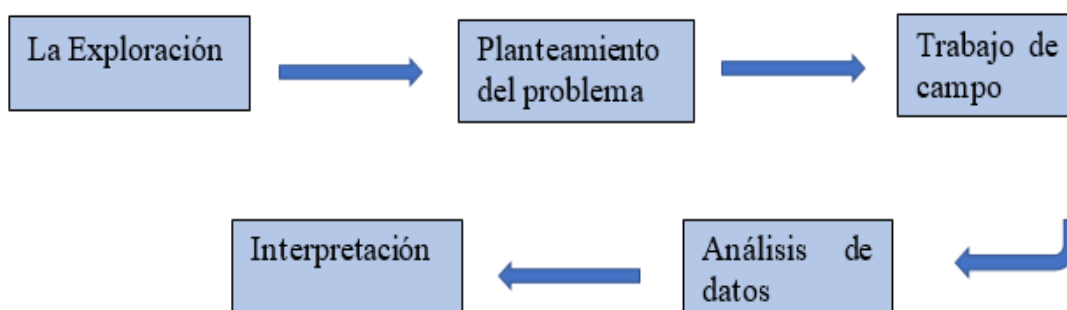 La Exploración
Planteamiento
del problema
Trabajo de
campo
Análisis de
datos
Interpretación